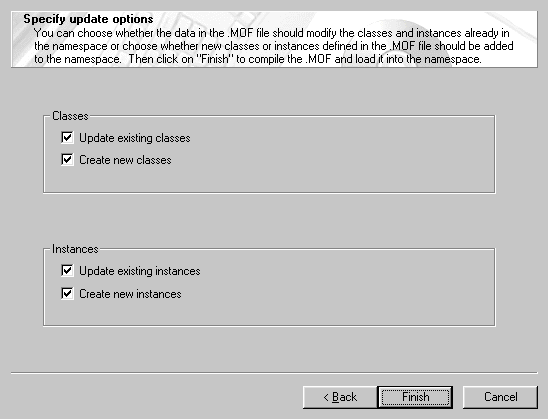 Specify update options
You can choose whether the data in the .MOF file should modify the classes and instances already in
the namespace or choose whether new classes or instances defined in the .MOF file should be added
to the namespace.  Then click on "Finish" to compile the .MOF and load it into the namespace.
Classes
Update existing classes
Create new classes
Instances
Update existing instances
Create new instances
< Back
Finish
Cancel